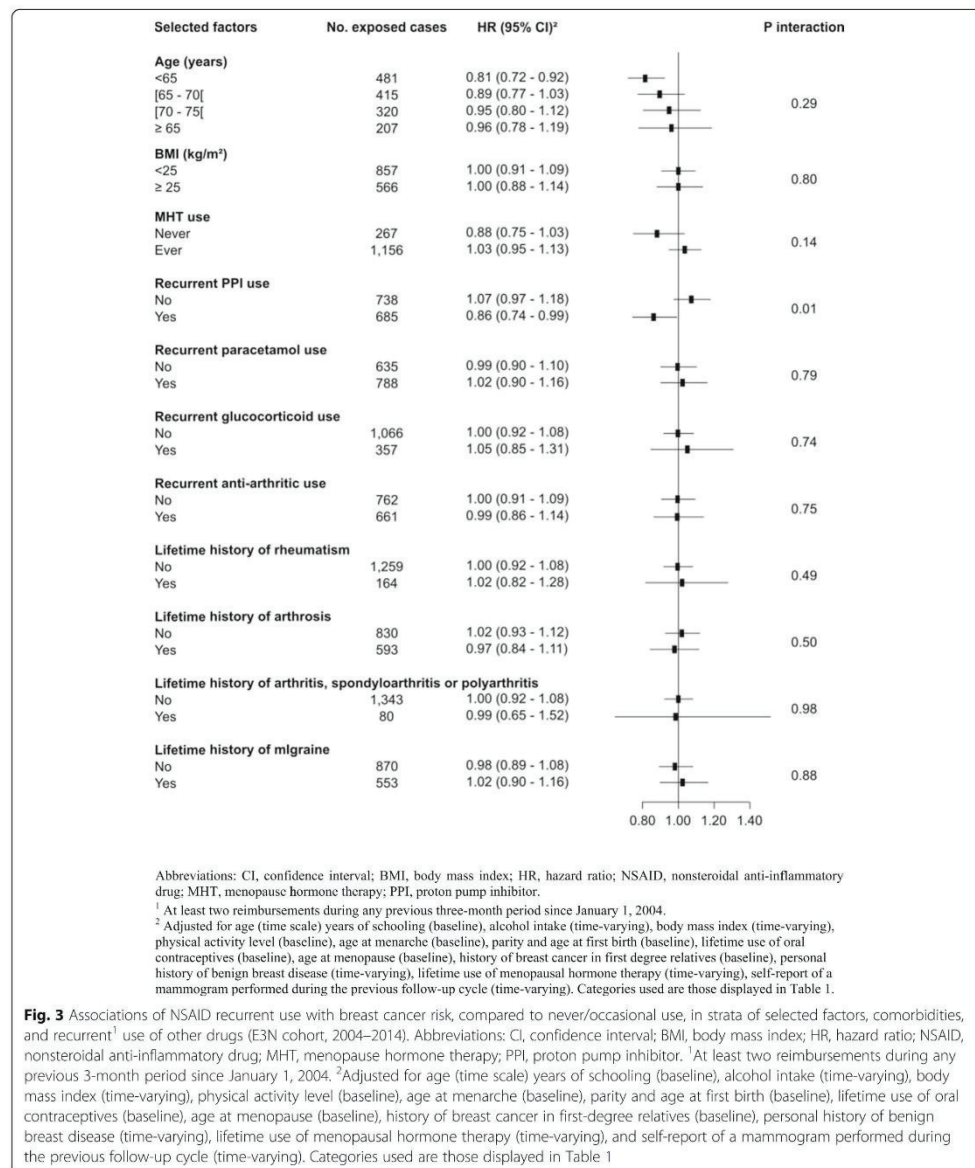 Selected factors No. exposed cases HR (95% CI)² P interaction
Age (years)
<65 481 0.81 (0.72 - 0.92)
[65 - 70[ 415 0.89 (0.77 - 1.03)
0.29
[70 - 75[ 320 0.95 (0.80 - 1.12)
≥ 65 207 0.96 (0.78 - 1.19)
BMI (kg/m²)
<25 857 1.00 (0.91 - 1.09)
0.80
≥ 25 566 1.00 (0.88 - 1.14)
MHT use
Never 267 0.88 (0.75 - 1.03)
0.14
Ever 1,156 1.03 (0.95 - 1.13)
Recurrent PPI use
No 738 1.07 (0.97 - 1.18)
0.01
Yes 685 0.86 (0.74 - 0.99)
Recurrent paracetamol use
No 635 0.99 (0.90 - 1.10)
0.79
Yes 788 1.02 (0.90 - 1.16)
Recurrent glucocorticoid use
No 1,066 1.00 (0.92 - 1.08)
0.74
Yes 357 1.05 (0.85 - 1.31)
Recurrent anti-arthritic use
No 762 1.00 (0.91 - 1.09)
0.75
Yes 661 0.99 (0.86 - 1.14)
Lifetime history of rheumatism
No 1,259 1.00 (0.92 - 1.08)
0.49
Yes 164 1.02 (0.82 - 1.28)
Lifetime history of arthrosis
No 830 1.02 (0.93 - 1.12)
0.50
Yes 593 0.97 (0.84 - 1.11)
Lifetime history of arthritis, spondyloarthritis or polyarthritis
No 1,343 1.00 (0.92 - 1.08)
0.98
Yes 80 0.99 (0.65 - 1.52)
Lifetime history of mIgraine
No 870 0.98 (0.89 - 1.08)
0.88
Yes 553 1.02 (0.90 - 1.16)
0.80 1.00 1.20 1.40
Abbreviations: CI, confidence interval; BMI, body mass index; HR, hazard ratio; NSAID, nonsteroidal anti-inflammatory
drug; MHT, menopause hormone therapy; PPI, proton pump inhibitor.
¹ At least two reimbursements during any previous three-month period since January 1, 2004.
² Adjusted for age (time scale) years of schooling (baseline), alcohol intake (time-varying), body mass index (time-varying),
physical activity level (baseline), age at menarche (baseline), parity and age at first birth (baseline), lifetime use of oral
contraceptives (baseline), age at menopause (baseline), history of breast cancer in first degree relatives (baseline), personal
history of benign breast disease (time-varying), lifetime use of menopausal hormone therapy (time-varying), self-report of a
mammogram performed during the previous follow-up cycle (time-varying). Categories used are those displayed in Table 1.
Fig. 3 Associations of NSAID recurrent use with breast cancer risk, compared to never/occasional use, in strata of selected factors, comorbidities,
and recurrent¹ use of other drugs (E3N cohort, 2004–2014). Abbreviations: CI, confidence interval; BMI, body mass index; HR, hazard ratio; NSAID,
nonsteroidal anti-inflammatory drug; MHT, menopause hormone therapy; PPI, proton pump inhibitor. ¹At least two reimbursements during any
previous 3-month period since January 1, 2004. ²Adjusted for age (time scale) years of schooling (baseline), alcohol intake (time-varying), body
mass index (time-varying), physical activity level (baseline), age at menarche (baseline), parity and age at first birth (baseline), lifetime use of oral
contraceptives (baseline), age at menopause (baseline), history of breast cancer in first-degree relatives (baseline), personal history of benign
breast disease (time-varying), lifetime use of menopausal hormone therapy (time-varying), and self-report of a mammogram performed during
the previous follow-up cycle (time-varying). Categories used are those displayed in Table 1